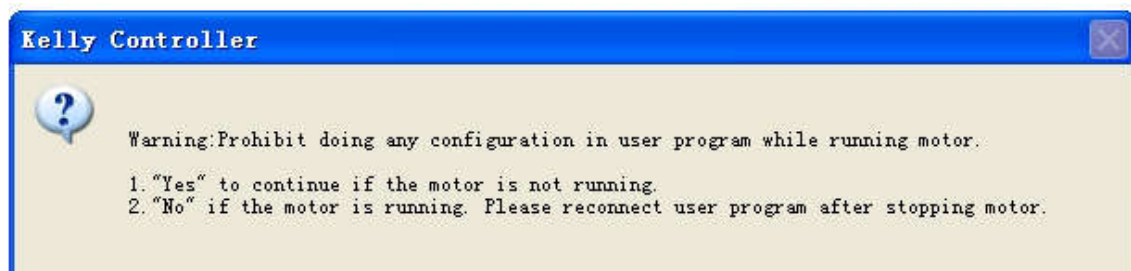 Kelly Controller
?
Warning:Prohibit doing any configuration in user program while running motor.
1."Yes" to continue if the motor is not running.
2."No" if the motor is running. Please reconnect user program after stopping motor.